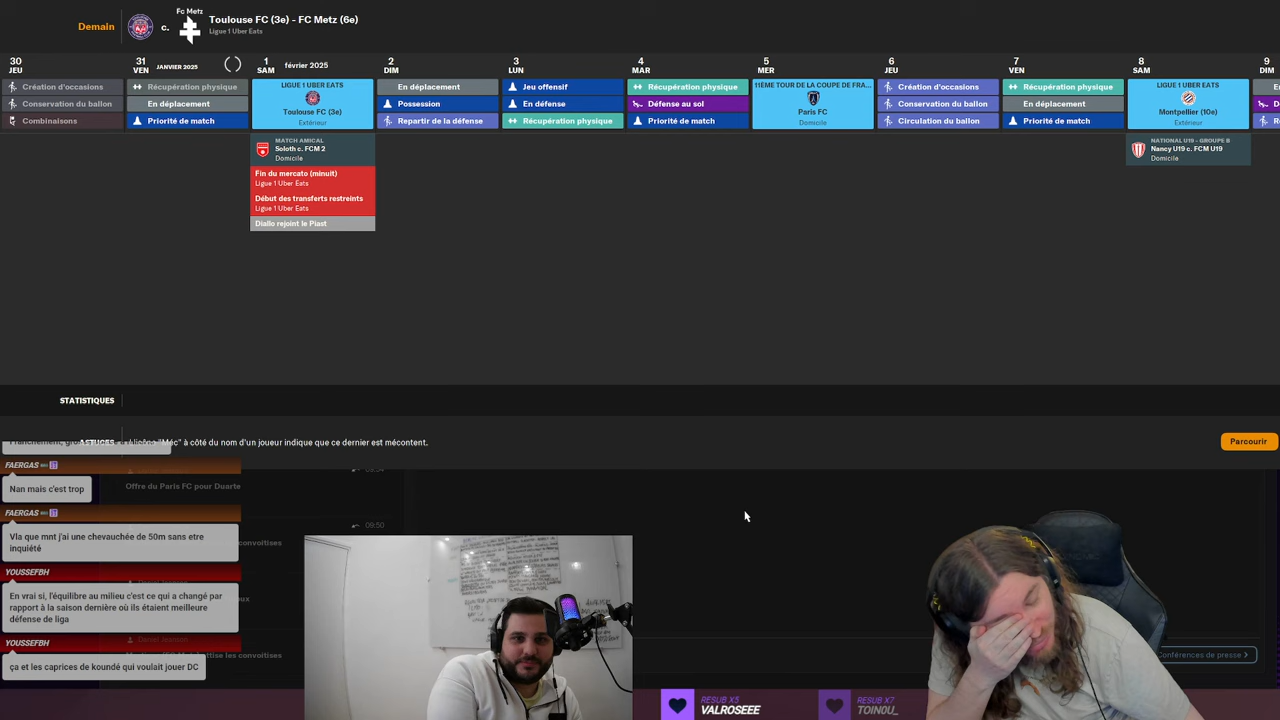 Demain
c.
Fc Metz
Toulouse FC (3e) - FC Metz (6e)
Ligue 1 Uber Eats
30
JEU
Création d'occasions
Conservation du ballon
Combinaisons
31
VEN
JANVIER 2025
Récupération physique
En déplacement
Priorité de match
1
SAM
février 2025
LIGUE 1 UBER EATS
Toulouse FC (3e)
Extérieur
MATCH AMICAL
Soloth c. FCM 2
Domicile
Fin du mercato (minuit)
Ligue 1 Uber Eats
Début des transferts restreints
Ligue 1 Uber Eats
Diallo rejoint le Piast
2
DIM
En déplacement
Possession
Repartir de la défense
3
LUN
Jeu offensif
En défense
Récupération physique
4
MAR
Récupération physique
Défense au sol
Priorité de match
5
MER
11ÈME TOUR DE LA COUPE DE FRA...
Paris FC
Domicile
6
JEU
Création d'occasions
Conservation du ballon
Circulation du ballon
7
VEN
Récupération physique
En déplacement
Priorité de match
8
SAM
LIGUE 1 UBER EATS
Montpellier (10e)
Extérieur
NATIONAL U19 - GROUPE B
Nancy U19 c. FCM U19
Domicile
9
DIM
STATISTIQUES
ASTUCES
"Méc" à côté du nom d'un joueur indique que ce dernier est mécontent.
Parcourir
FAERGAS
Nan mais c'est trop
Offre du Paris FC pour Duarte
FAERGAS
09:50
Vla que mnt j'ai une chevauchée de 50m sans etre
inquiété
convoitises
YOUSSEFBH
En vrai si, l'équilibre au milieu c'est ce qui a changé par
rapport à la saison dernière où ils étaient meilleure
défense de liga
YOUSSEFBH
ça et les caprices de koundé qui voulait jouer DC
Conférences de presse
RESUB X5
VALROSEEE
RESUB X7
TOIN0U_